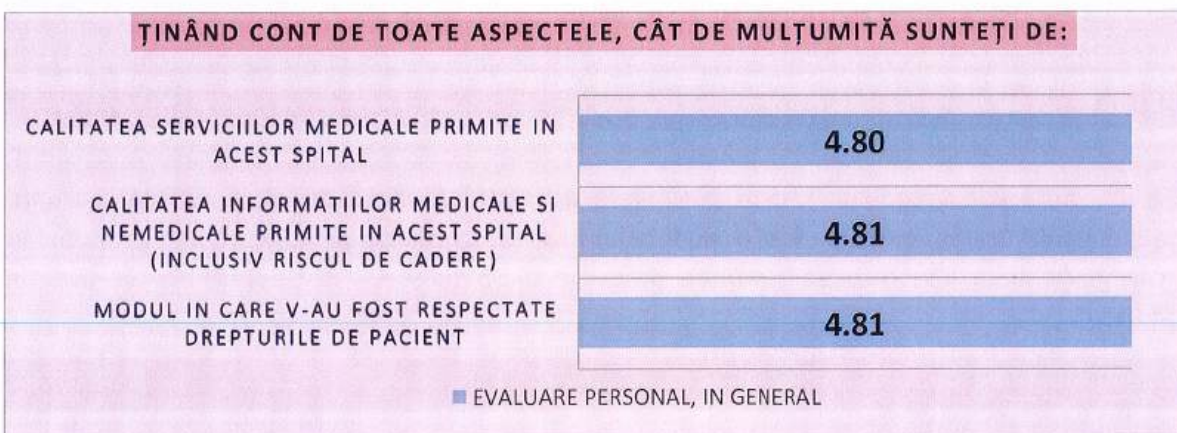 ȚINÂND CONT DE TOATE ASPECTELE, CÂT DE MULȚUMITĂ SUNTEȚI DE:
CALITATEA SERVICIILOR MEDICALE PRIMITE IN
ACEST SPITAL
4.80
CALITATEA INFORMATIILOR MEDICALE SI
NEMEDICALE PRIMITE IN ACEST SPITAL
(INCLUSIV RISCUL DE CADERE)
4.81
MODUL IN CARE V-AU FOST RESPECTATE
DREPTURILE DE PACIENT
4.81
EVALUARE PERSONAL, IN GENERAL